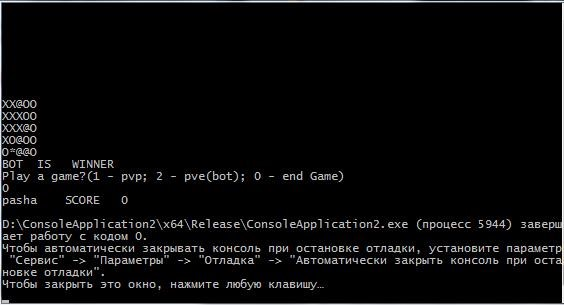 XX@OO
XXXOO
XXX@O
XO@OO
O*@@O
BOT  IS   WINNER
Play a game?(1 - pvp; 2 - pve(bot); 0 - end Game)
0
pasha    SCORE   0
D:\ConsoleApplication2\x64\Release\ConsoleApplication2.exe (процесс 5944) заверш
ает работу с кодом 0.
Чтобы автоматически закрывать консоль при остановке отладки, установите параметр
"Сервис" -> "Параметры" -> "Отладка" -> "Автоматически закрыть консоль при оста
новке отладки".
Чтобы закрыть это окно, нажмите любую клавишу…